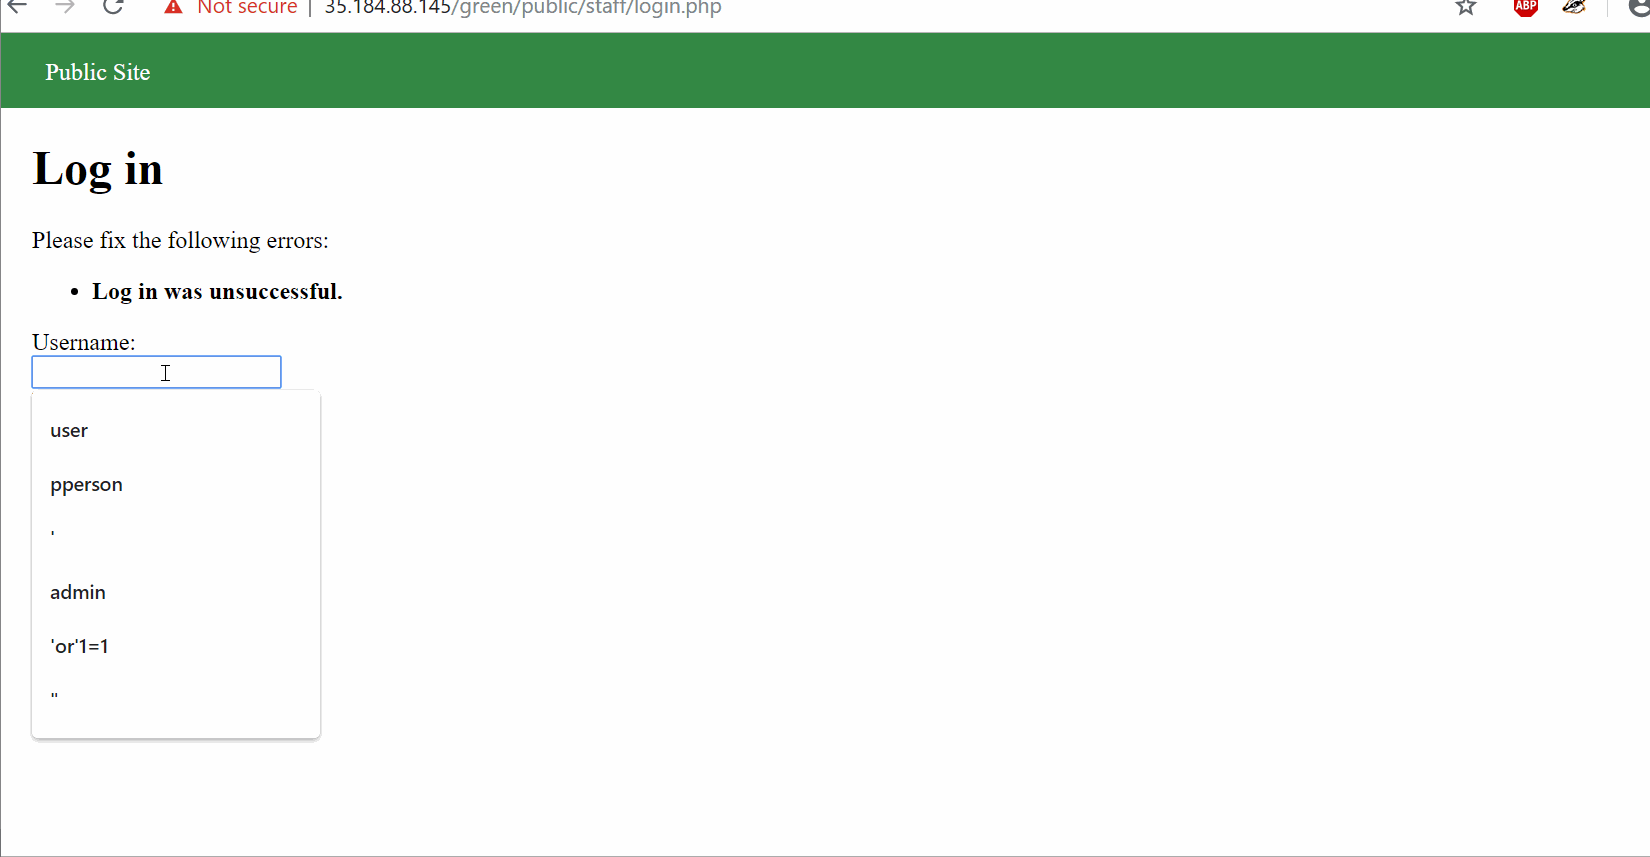 Not secure | 35.184.88.145/green/public/staff/login.php
ABP
Public Site
Log in
Please fix the following errors:
• Log in was unsuccessful.
Username:
user
pperson
'
admin
'or'1=1
"